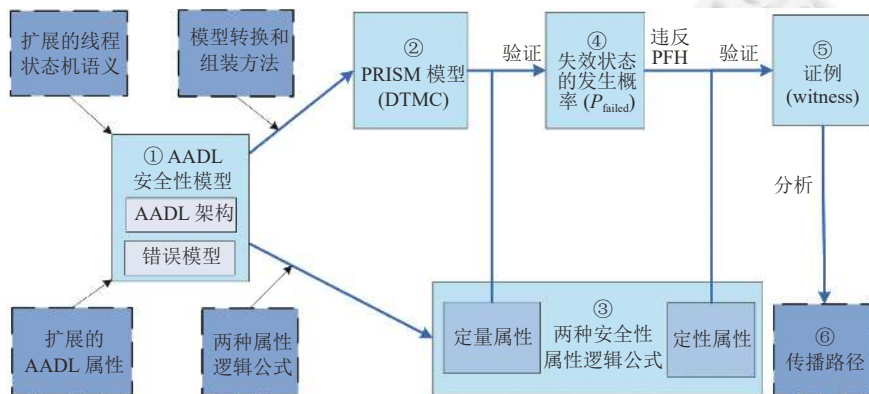 扩展的线程
状态机语义
模型转换和
组装方法
②
PRISM 模型
(DTMC)
验证
④
失效状态
的发生概
率 (P_failed)
违反
PFH
验证
⑤
证例
(witness)
① AADL
安全性模型
AADL 架构
错误模型
分析
扩展的
AADL 属性
两种属性
逻辑公式
定量属性
③
两种安全性
属性逻辑公式
定性属性
⑥
传播路径